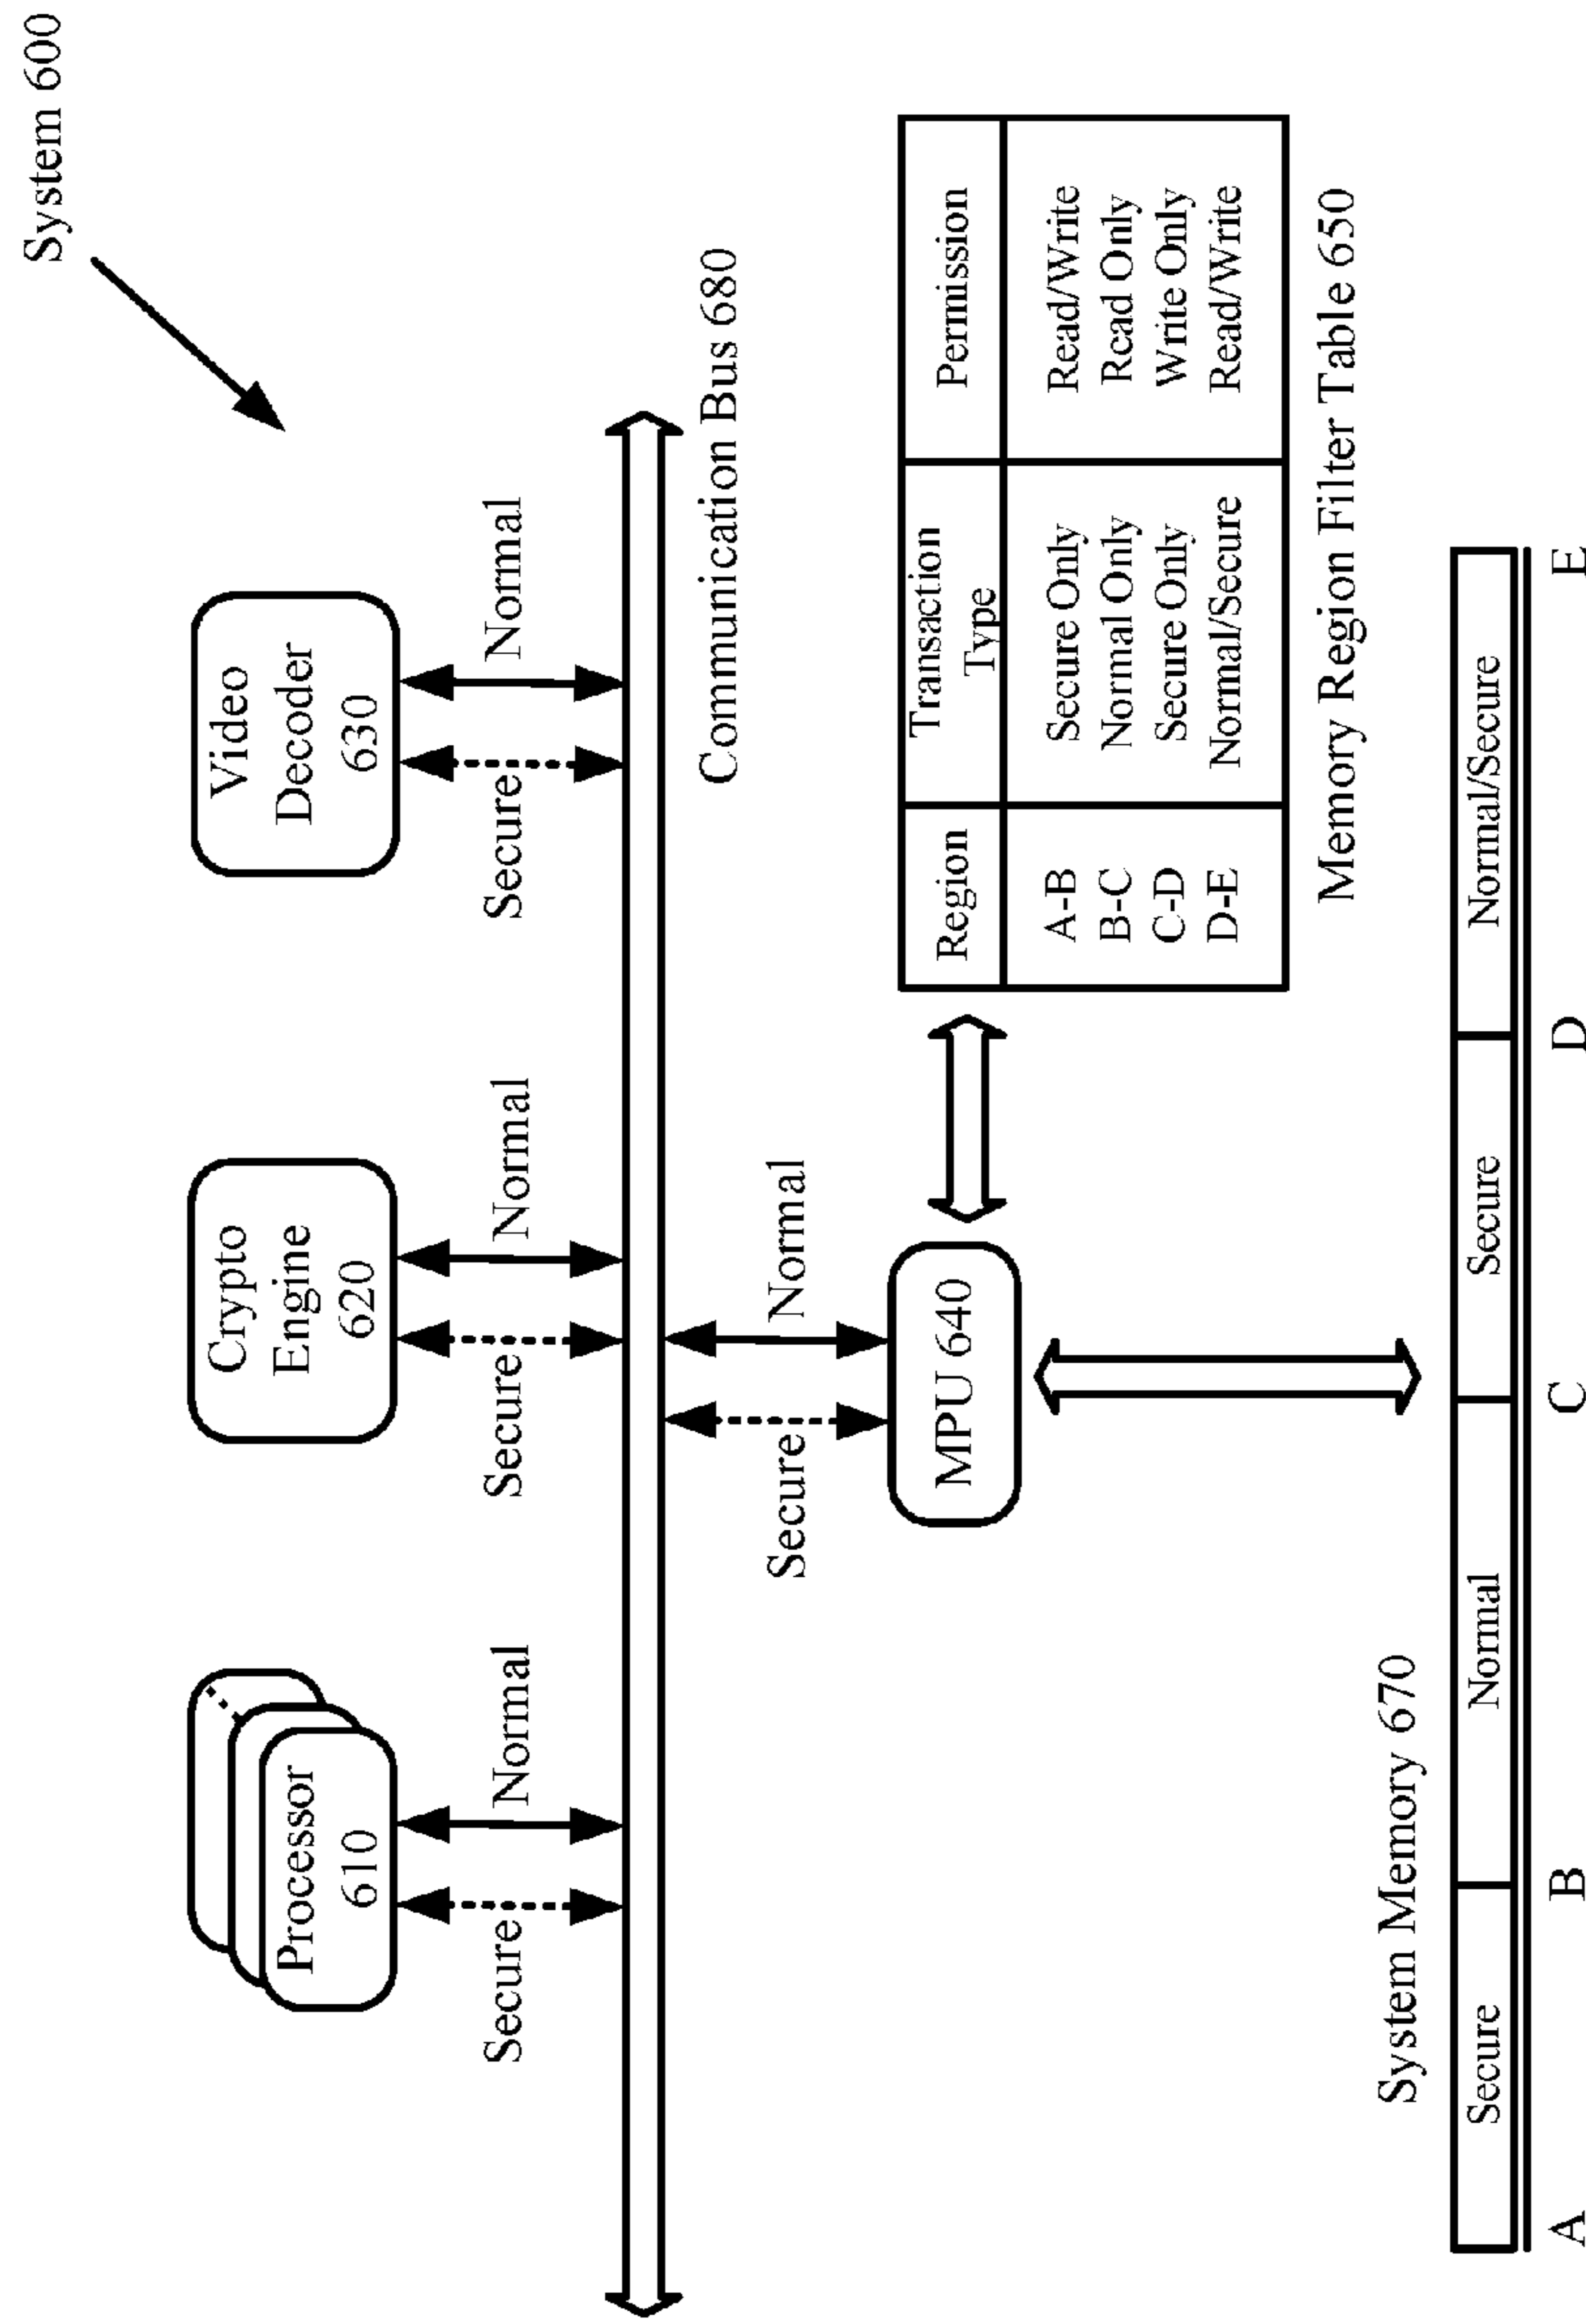 System 600
Processor
610
Crypto
Engine
620
Video
Decoder
630
Secure
Normal
Secure
Normal
Secure
Normal
Communication Bus 680
Secure
Normal
MPU 640
Region
Transaction
Type
Permission
A-B Secure Only Read/Write
B-C Normal Only Read Only
C-D Secure Only Write Only
D-E Normal/Secure Read/Write
Memory Region Filter Table 650
System Memory 670
Secure
Normal
Secure
Normal/Secure
A B C D E